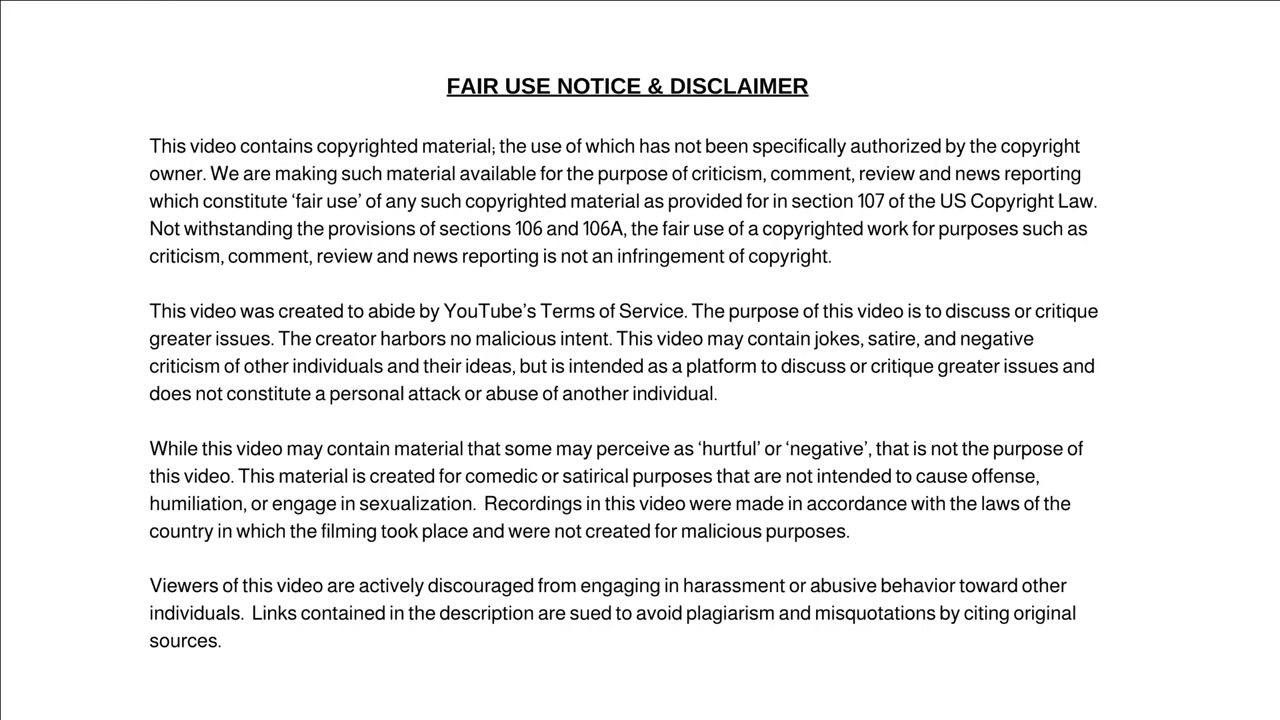 FAIR USE NOTICE & DISCLAIMER
This video contains copyrighted material; the use of which has not been specifically authorized by the copyright
owner. We are making such material available for the purpose of criticism, comment, review and news reporting
which constitute ‘fair use’ of any such copyrighted material as provided for in section 107 of the US Copyright Law.
Not withstanding the provisions of sections 106 and 106A, the fair use of a copyrighted work for purposes such as
criticism, comment, review and news reporting is not an infringement of copyright.
This video was created to abide by YouTube’s Terms of Service. The purpose of this video is to discuss or critique
greater issues. The creator harbors no malicious intent. This video may contain jokes, satire, and negative
criticism of other individuals and their ideas, but is intended as a platform to discuss or critique greater issues and
does not constitute a personal attack or abuse of another individual.
While this video may contain material that some may perceive as ‘hurtful’ or ‘negative’, that is not the purpose of
this video. This material is created for comedic or satirical purposes that are not intended to cause offense,
humiliation, or engage in sexualization. Recordings in this video were made in accordance with the laws of the
country in which the filming took place and were not created for malicious purposes.
Viewers of this video are actively discouraged from engaging in harassment or abusive behavior toward other
individuals. Links contained in the description are sued to avoid plagiarism and misquotations by citing original
sources.